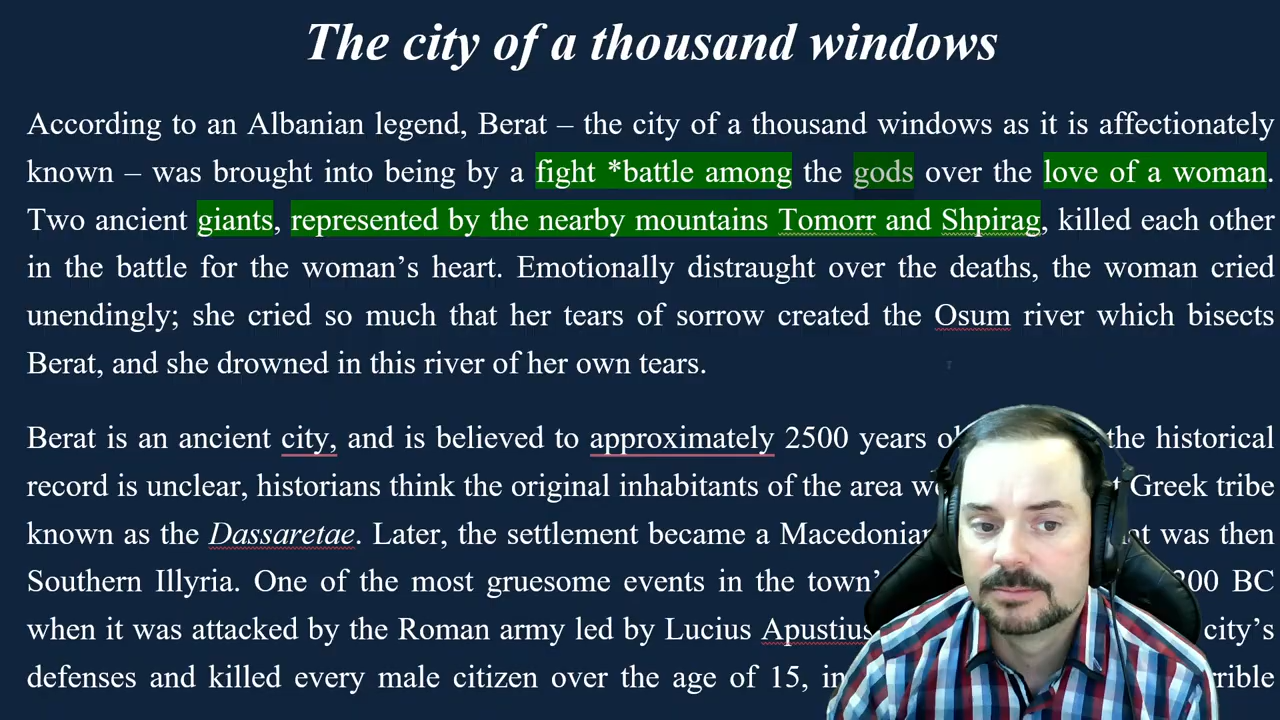 The city of a thousand windows
According to an Albanian legend, Berat – the city of a thousand windows as it is affectionately
known – was brought into being by a fight *battle among the gods over the love of a woman.
Two ancient giants, represented by the nearby mountains Tomorr and Shpirag, killed each other
in the battle for the woman's heart. Emotionally distraught over the deaths, the woman cried
unendingly; she cried so much that her tears of sorrow created the Osum river which bisects
Berat, and she drowned in this river of her own tears.
Berat is an ancient city, and is believed to approximately 2500 years the historical
record is unclear, historians think the original inhabitants of the area Greek tribe
known as the Dassaretae. Later, the settlement became a Macedonian was then
Southern Illyria. One of the most gruesome events in the town's 200 BC
when it was attacked by the Roman army led by Lucius Apustius city's
defenses and killed every male citizen over the age of 15,